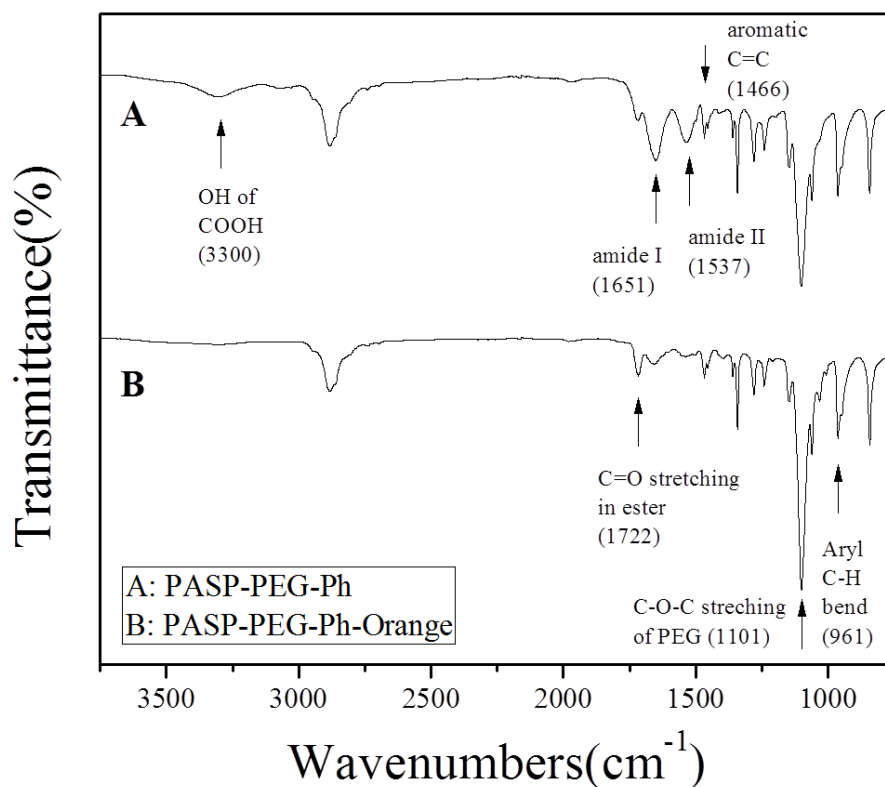 aromatic
C=C
(1466)
A
OH of
COOH
(3300)
amide I
(1651)
amide II
(1537)
B
C=O stretching
in ester
(1722)
C-O-C streching
of PEG (1101)
Aryl
C-H
bend
(961)
A: PASP-PEG-Ph
B: PASP-PEG-Ph-Orange
Transmittance(%)
3500 3000 2500 2000 1500 1000
Wavenumbers(cm⁻¹)